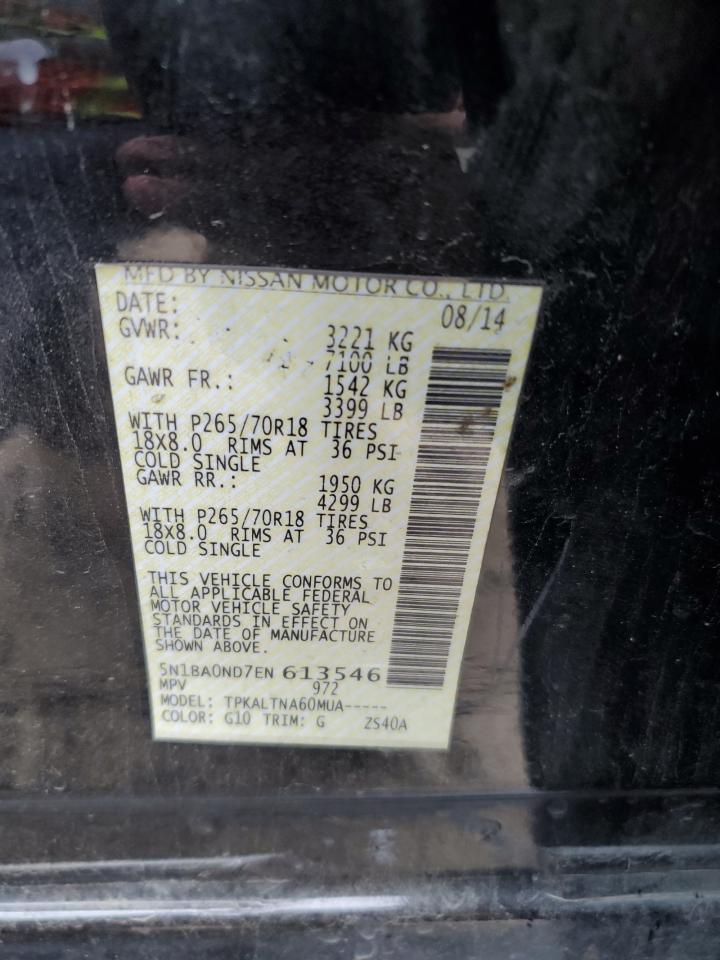 MFD BY NISSAN MOTOR CO., LTD.
DATE: 08/14
GVWR: 3221 KG
7100 LB
GAWR FR.: 1542 KG
3399 LB
WITH P265/70R18 TIRES
18X8.0 RIMS AT 36 PSI
COLD SINGLE
GAWR RR.: 1950 KG
4299 LB
WITH P265/70R18 TIRES
18X8.0 RIMS AT 36 PSI
COLD SINGLE
THIS VEHICLE CONFORMS TO
ALL APPLICABLE FEDERAL
MOTOR VEHICLE SAFETY
STANDARDS IN EFFECT ON
THE DATE OF MANUFACTURE
SHOWN ABOVE.
5N1BA0ND7EN 613546
MPV 972
MODEL: TPKALTNA60MUA-----
COLOR: G10 TRIM: G ZS40A